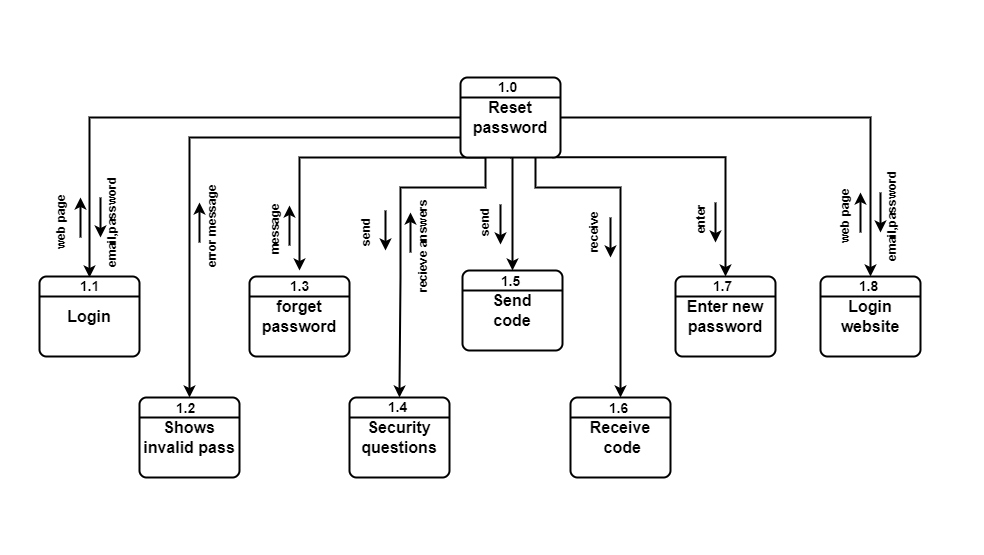 1.0
Reset
password
web page
email,password
error message
message
send
recieve answers
send
receive
enter
web page
email,password
1.1
Login
1.3
forget
password
1.5
Send
code
1.7
Enter new
password
1.8
Login
website
1.2
Shows
invalid pass
1.4
Security
questions
1.6
Receive
code